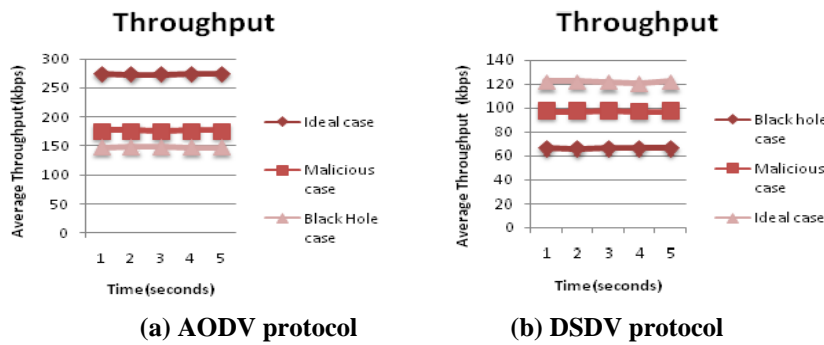 Throughput
Average Throughput(kbps)
300
250
200
150
100
50
0
1 2 3 4 5
Time(seconds)
Ideal case
Malicious
case
Black Hole
case
(a) AODV protocol
Throughput
Average Throughput (kbps)
140
120
100
80
60
40
20
0
1 2 3 4 5
Time(seconds)
Black hole
case
Malicious
case
Ideal case
(b) DSDV protocol